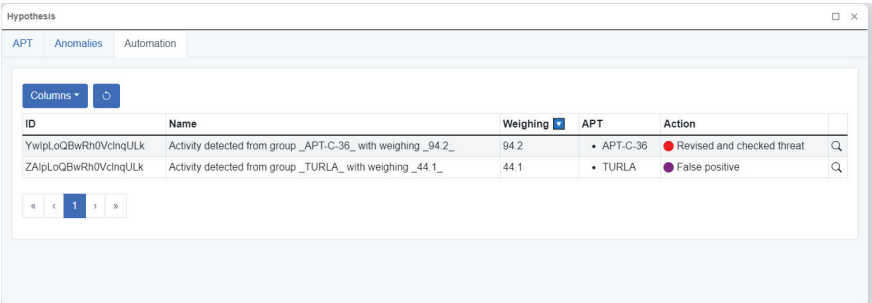 Hypothesis
APT Anomalies Automation
Columns
ID Name Weighing APT Action
YwIpLoQBwRh0VclnqULk Activity detected from group _APT-C-36_ with weighing _94.2_ 94.2 • APT-C-36 Revised and checked threat
ZAIpLoQBwRh0VclnqULk Activity detected from group _TURLA_ with weighing _44.1_ 44.1 • TURLA False positive
« ‹ 1 › »